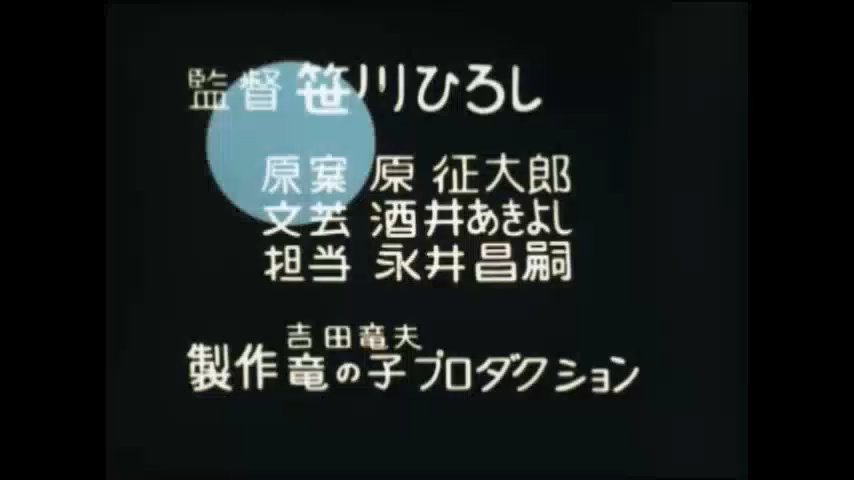 監督 笹川ひろし
原案 原 征太郎
文芸 酒井あきよし
担当 永井昌嗣
吉田竜夫
製作 竜の子プロダクション